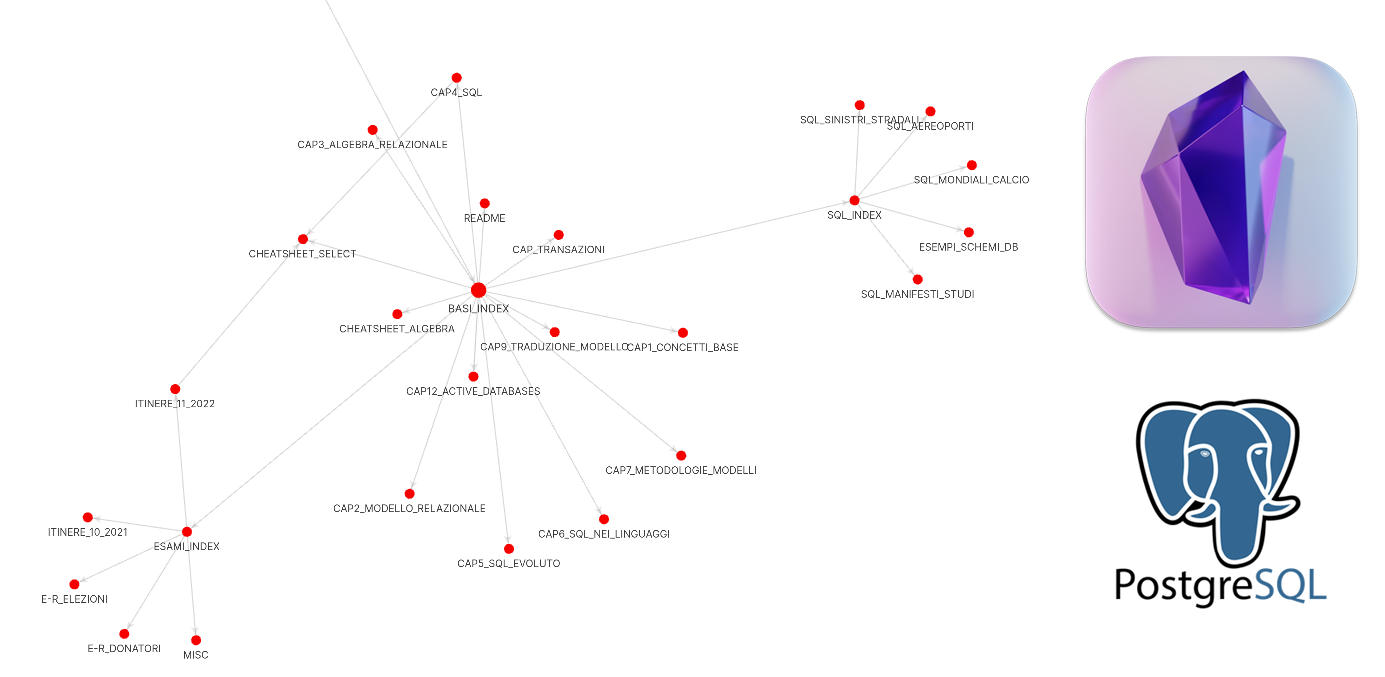 CAP4_SQL
SQL_SINISTRI_STRADALI
SQL_AEREOPORTI
CAP3_ALGEBRA_RELAZIONALE
SQL_MONDIALI_CALCIO
README
SQL_INDEX
CAP_TRANSAZIONI
ESEMPI_SCHEMI_DB
CHEATSHEET_SELECT
SQL_MANIFESTI_STUDI
BASI_INDEX
CHEATSHEET_ALGEBRA
CAP9_TRADUZIONE_MODELLO
CAP1_CONCETTI_BASE
CAP12_ACTIVE_DATABASES
ITINERE_11_2022
CAP7_METODOLOGIE_MODELLI
CAP2_MODELLO_RELAZIONALE
ITINERE_10_2021
CAP6_SQL_NEI_LINGUAGGI
ESAMI_INDEX
CAP5_SQL_EVOLUTO
E-R_ELEZIONI
E-R_DONATORI
MISC
PostgreSQL